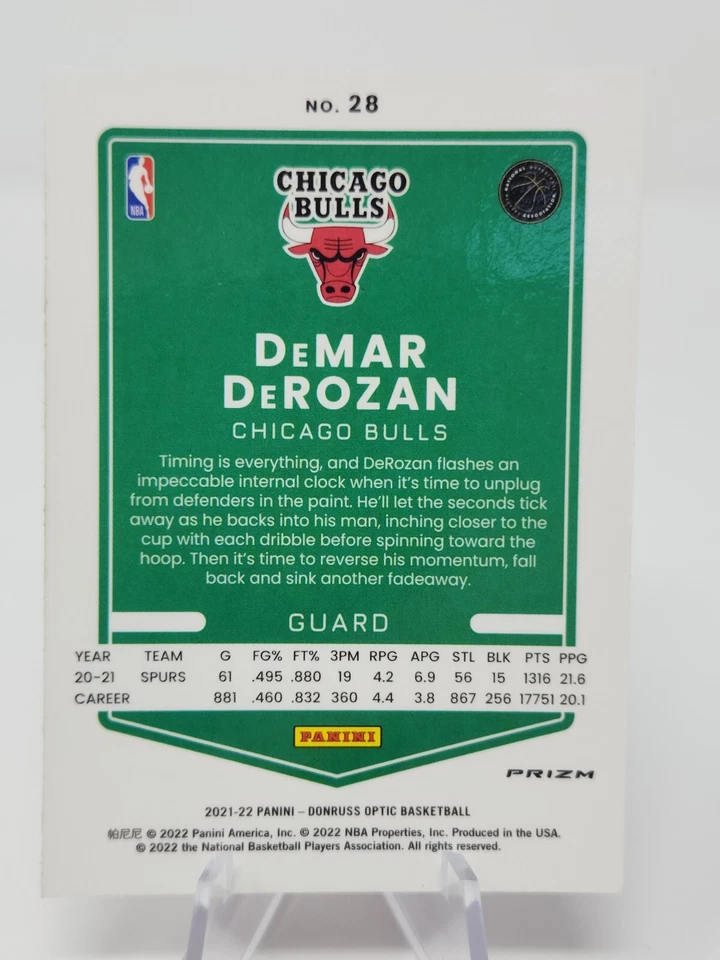 NO. 28
NBA
CHICAGO
BULLS
NATIONAL BASKETBALL PLAYERS ASSOCIATION
DeMAR
DeROZAN
CHICAGO BULLS
Timing is everything, and DeRozan flashes an
impeccable internal clock when it's time to unplug
from defenders in the paint. He'll let the seconds tick
away as he backs into his man, inching closer to the
cup with each dribble before spinning toward the
hoop. Then it's time to reverse his momentum, fall
back and sink another fadeaway.
GUARD
YEAR TEAM G FG% FT% 3PM RPG APG STL BLK PTS PPG
20-21 SPURS 61 .495 .880 19 4.2 6.9 56 15 1316 21.6
CAREER 881 .460 .832 360 4.4 3.8 867 256 17751 20.1
PANINI
PRIZM
2021-22 PANINI – DONRUSS OPTIC BASKETBALL
帕尼尼 © 2022 Panini America, Inc. © 2022 NBA Properties, Inc. Produced in the USA.
© 2022 the National Basketball Players Association. All rights reserved.